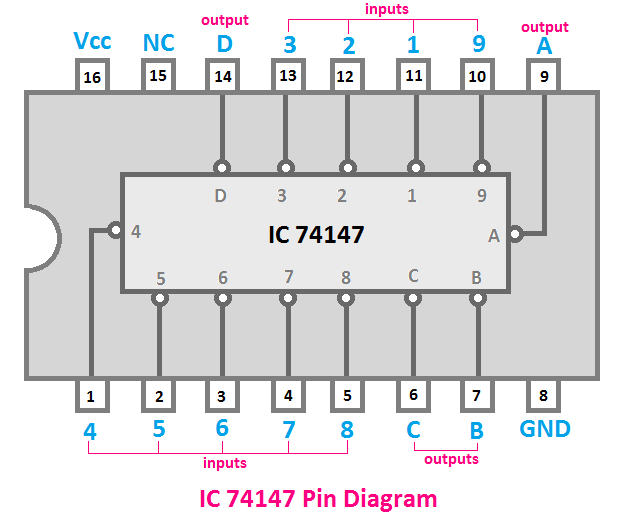 inputs
output
output
Vcc NC D 3 2 1 9 A
16 15 14 13 12 11 10 9
D 3 2 1 9
4 IC 74147 A
5 6 7 8 C B
1 2 3 4 5 6 7 8
4 5 6 7 8 C B GND
inputs outputs
IC 74147 Pin Diagram